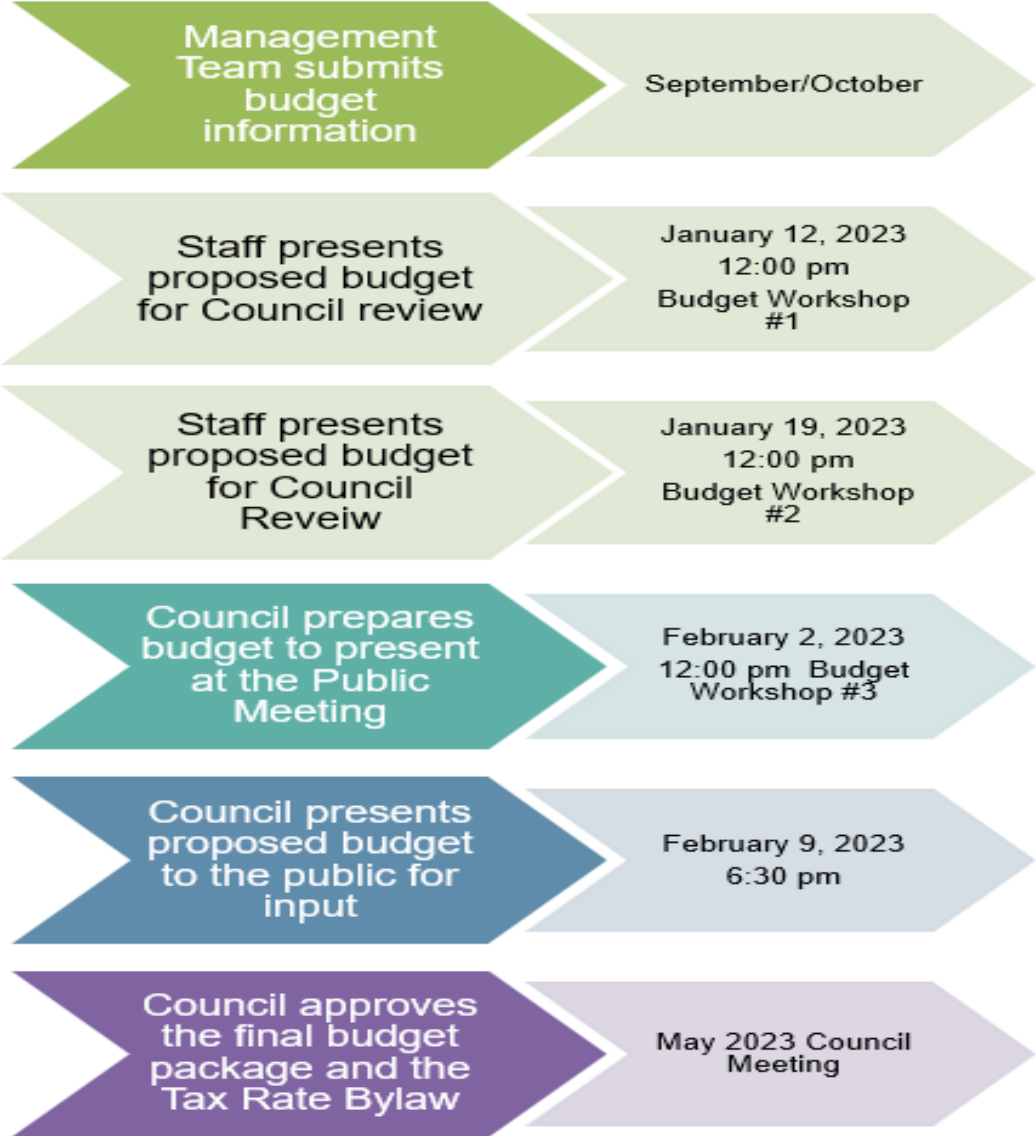 Management
Team submits
budget
information
September/October
Staff presents
proposed budget
for Council review
January 12, 2023
12:00 pm
Budget Workshop
#1
Staff presents
proposed budget
for Council
Reveiw
January 19, 2023
12:00 pm
Budget Workshop
#2
Council prepares
budget to present
at the Public
Meeting
February 2, 2023
12:00 pm Budget
Workshop #3
Council presents
proposed budget
to the public for
input
February 9, 2023
6:30 pm
Council approves
the final budget
package and the
Tax Rate Bylaw
May 2023 Council
Meeting